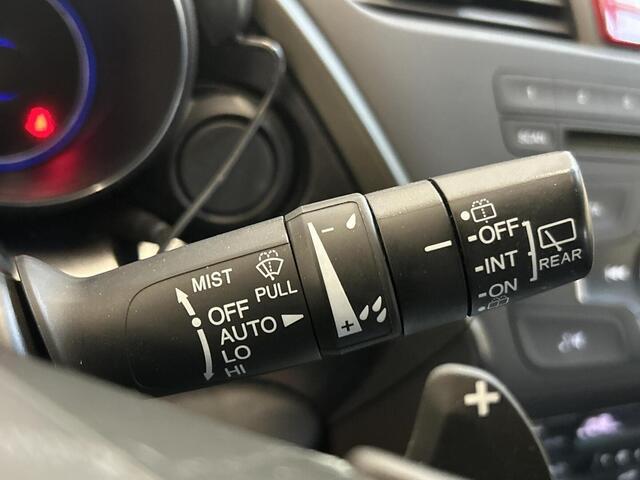 MIST
OFF
AUTO
LO
HI
PULL
-
+
-OFF
-INT
-ON
REAR
SCAN
+